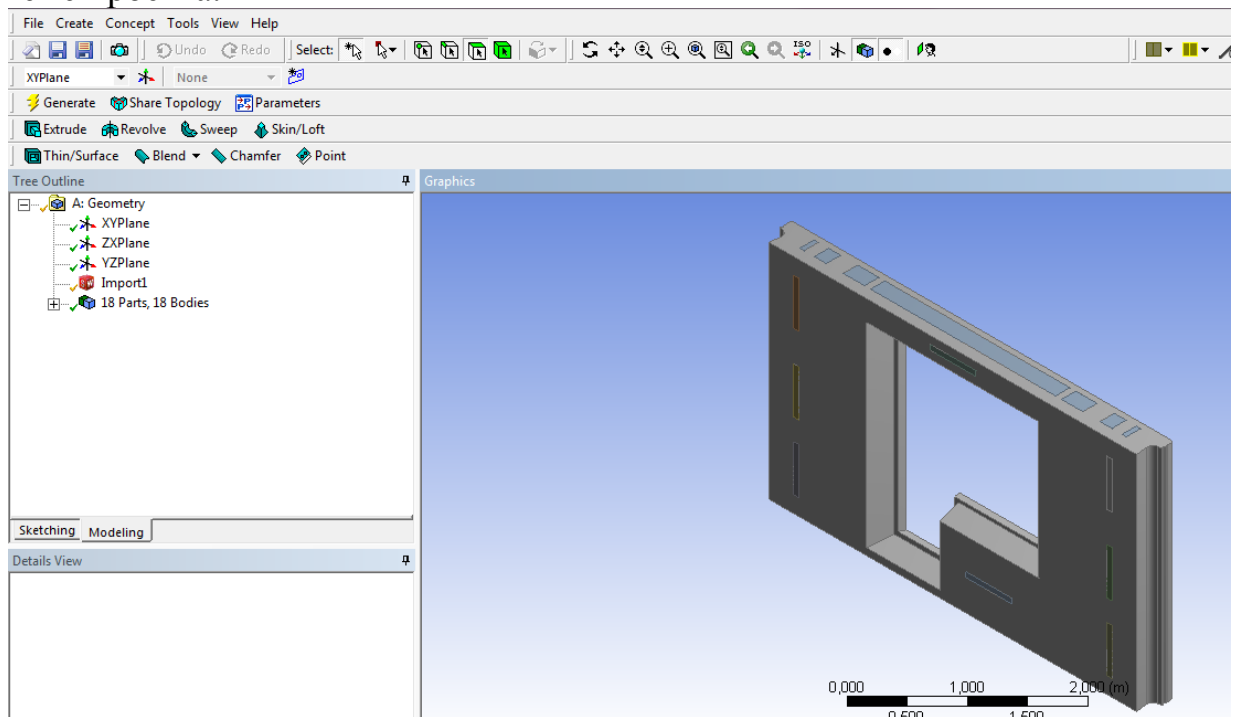 File Create Concept Tools View Help
Undo Redo Select: ISO
XYPlane None
Generate Share Topology Parameters
Extrude Revolve Sweep Skin/Loft
Thin/Surface Blend Chamfer Point
Tree Outline Graphics
A: Geometry
XYPlane
ZXPlane
YZPlane
Import1
18 Parts, 18 Bodies
Sketching Modeling
Details View
0,000 1,000 2,000 (m)